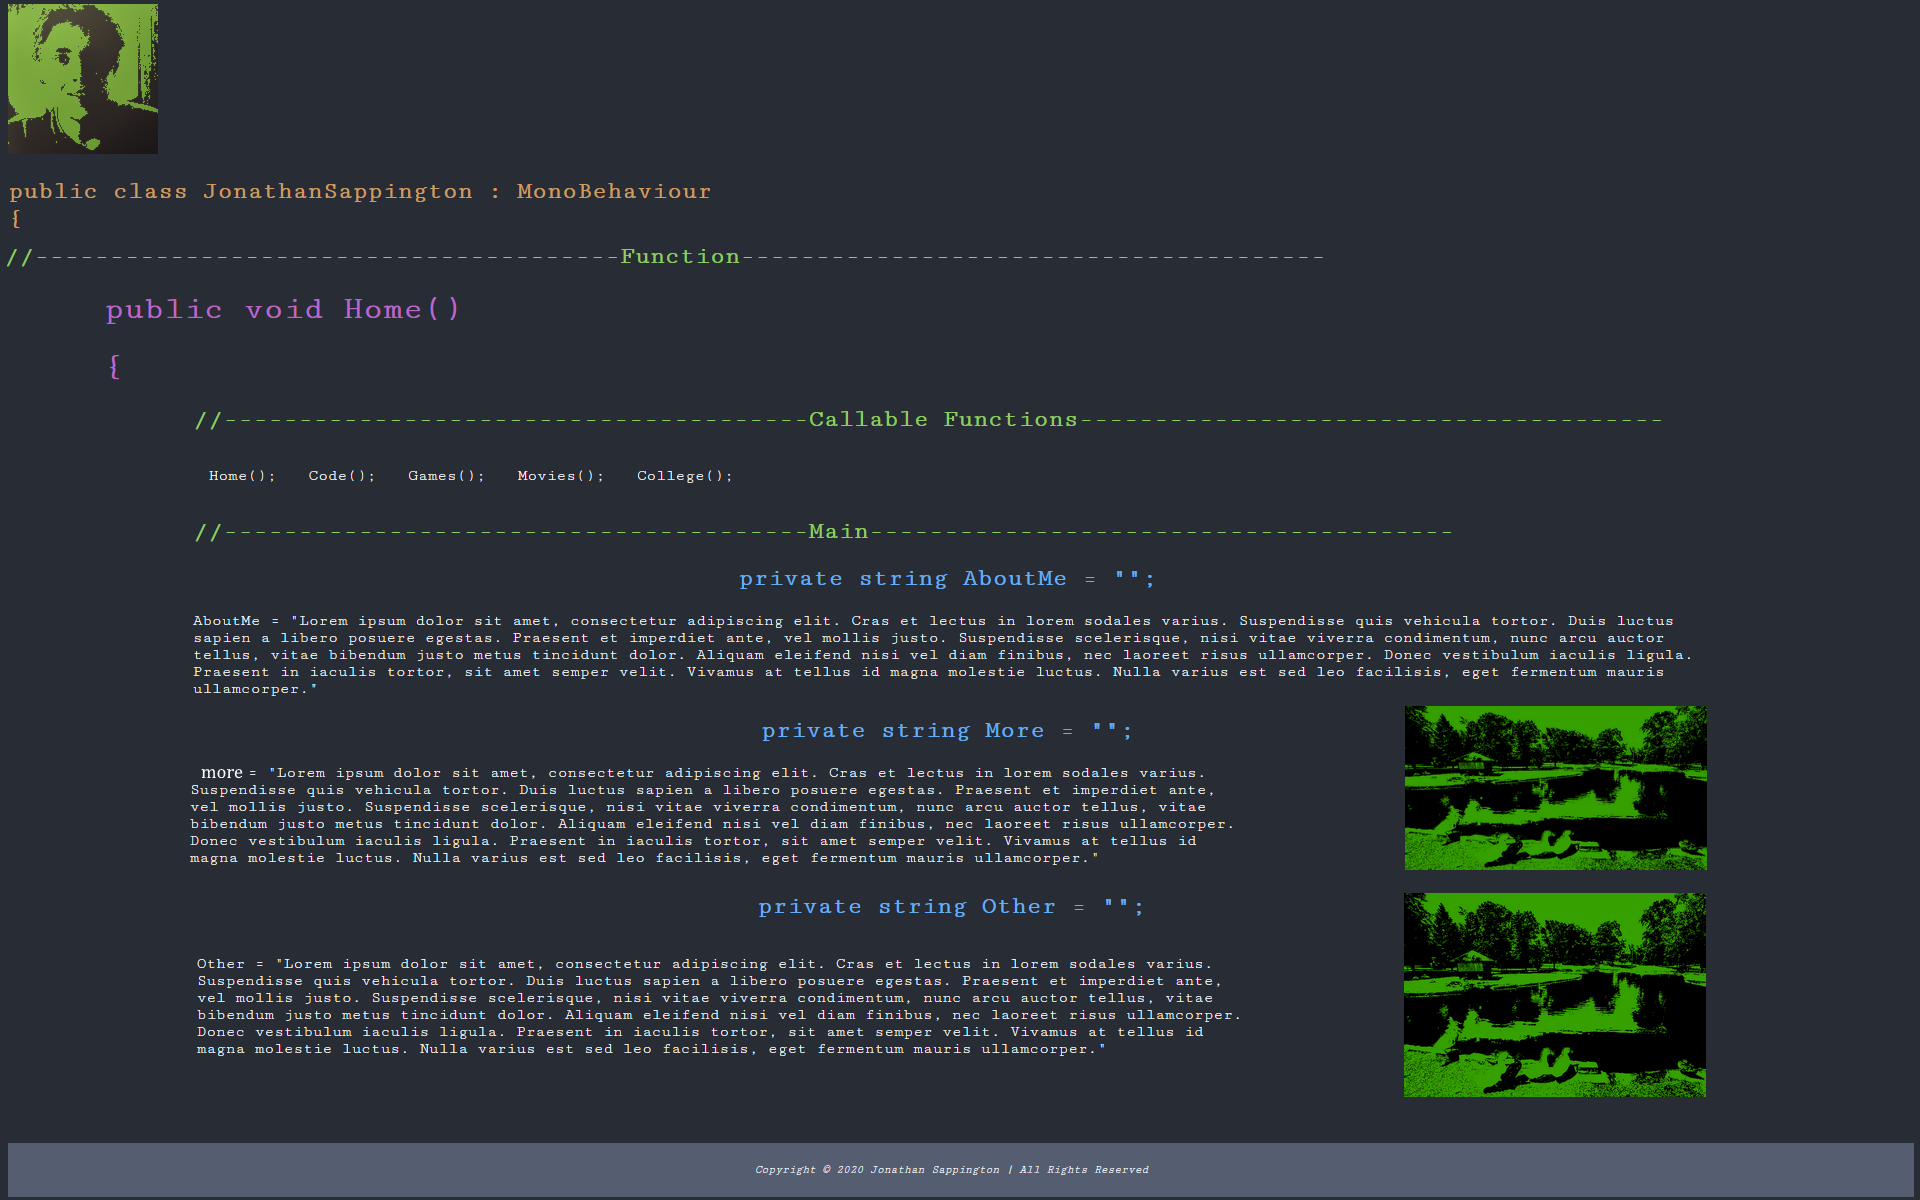 public class JonathanSappington : MonoBehaviour
{
//---------------------------------------Function---------------------------------------
public void Home()
{
//---------------------------------------Callable Functions---------------------------------------
Home(); Code(); Games(); Movies(); College();
//---------------------------------------Main---------------------------------------
private string AboutMe = "";
AboutMe = "Lorem ipsum dolor sit amet, consectetur adipiscing elit. Cras et lectus in lorem sodales varius. Suspendisse quis vehicula tortor. Duis luctus
sapien a libero posuere egestas. Praesent et imperdiet ante, vel mollis justo. Suspendisse scelerisque, nisi vitae viverra condimentum, nunc arcu auctor
tellus, vitae bibendum justo metus tincidunt dolor. Aliquam eleifend nisi vel diam finibus, nec laoreet risus ullamcorper. Donec vestibulum iaculis ligula.
Praesent in iaculis tortor, sit amet semper velit. Vivamus at tellus id magna molestie luctus. Nulla varius est sed leo facilisis, eget fermentum mauris
ullamcorper."
private string More = "";
more = "Lorem ipsum dolor sit amet, consectetur adipiscing elit. Cras et lectus in lorem sodales varius.
Suspendisse quis vehicula tortor. Duis luctus sapien a libero posuere egestas. Praesent et imperdiet ante,
vel mollis justo. Suspendisse scelerisque, nisi vitae viverra condimentum, nunc arcu auctor tellus, vitae
bibendum justo metus tincidunt dolor. Aliquam eleifend nisi vel diam finibus, nec laoreet risus ullamcorper.
Donec vestibulum iaculis ligula. Praesent in iaculis tortor, sit amet semper velit. Vivamus at tellus id
magna molestie luctus. Nulla varius est sed leo facilisis, eget fermentum mauris ullamcorper."
private string Other = "";
Other = "Lorem ipsum dolor sit amet, consectetur adipiscing elit. Cras et lectus in lorem sodales varius.
Suspendisse quis vehicula tortor. Duis luctus sapien a libero posuere egestas. Praesent et imperdiet ante,
vel mollis justo. Suspendisse scelerisque, nisi vitae viverra condimentum, nunc arcu auctor tellus, vitae
bibendum justo metus tincidunt dolor. Aliquam eleifend nisi vel diam finibus, nec laoreet risus ullamcorper.
Donec vestibulum iaculis ligula. Praesent in iaculis tortor, sit amet semper velit. Vivamus at tellus id
magna molestie luctus. Nulla varius est sed leo facilisis, eget fermentum mauris ullamcorper."
Copyright © 2020 Jonathan Sappington | All Rights Reserved